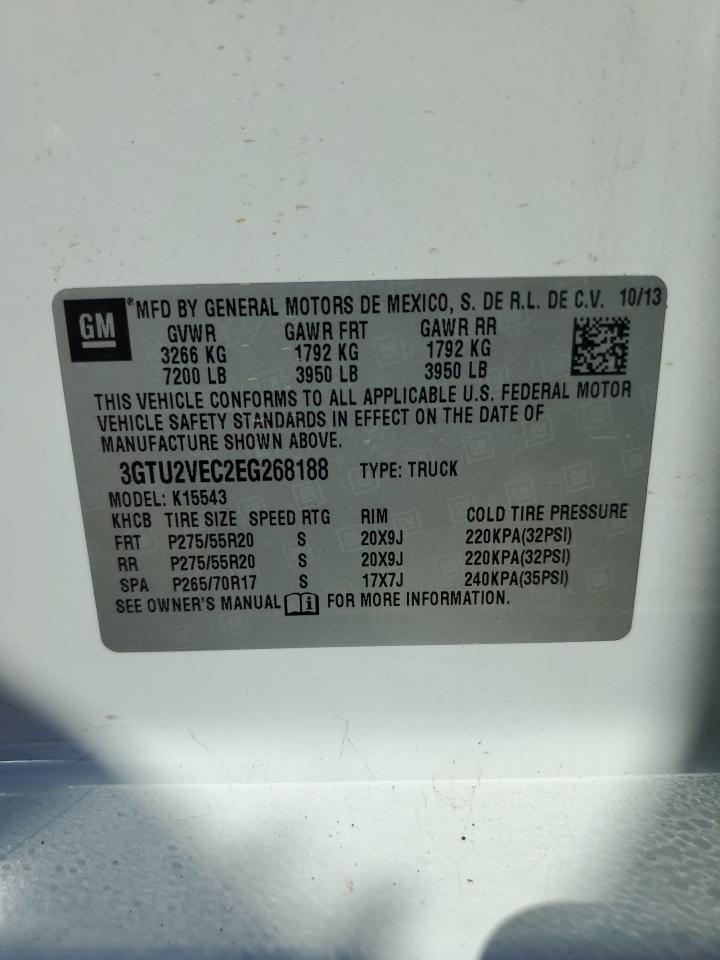 GM ® MFD BY GENERAL MOTORS DE MEXICO, S. DE R.L. DE C.V. 10/13
GVWR GAWR FRT GAWR RR
3266 KG 1792 KG 1792 KG
7200 LB 3950 LB 3950 LB
THIS VEHICLE CONFORMS TO ALL APPLICABLE U.S. FEDERAL MOTOR
VEHICLE SAFETY STANDARDS IN EFFECT ON THE DATE OF
MANUFACTURE SHOWN ABOVE.
3GTU2VEC2EG268188 TYPE: TRUCK
MODEL: K15543
KHCB TIRE SIZE SPEED RTG RIM COLD TIRE PRESSURE
FRT P275/55R20 S 20X9J 220KPA(32PSI)
RR P275/55R20 S 20X9J 220KPA(32PSI)
SPA P265/70R17 S 17X7J 240KPA(35PSI)
SEE OWNER'S MANUAL i FOR MORE INFORMATION.